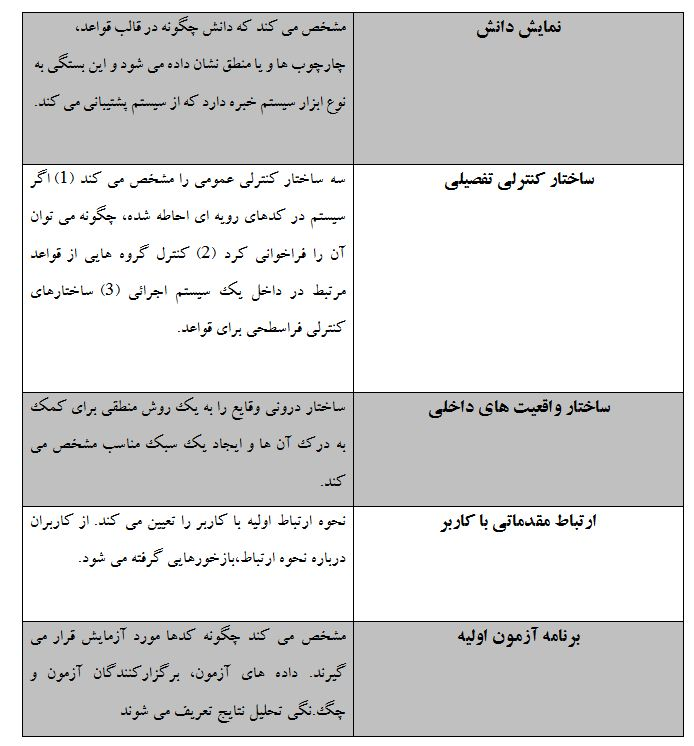 نمایش دانش
مشخص می کند که دانش چگونه در قالب قواعد،
چارچوب ها و یا منطق نشان داده می شود و این بستگی به
نوع ابزار سیستم خبره دارد که از سیستم پشتیبانی می کند.
ساختار کنترلی تفصیلی
سه ساختار کنترلی عمومی را مشخص می کند (1) اگر
سیستم در کدهای رویه ای احاطه شده، چگونه می توان
آن را فراخوانی کرد (2) کنترل گروه هایی از قواعد
مرتبط در داخل یک سیستم اجرائی (3) ساختارهای
کنترلی فراسطحی برای قواعد.
ساختار واقعیت های داخلی
ساختار درونی وقایع را به یک روش منطقی برای کمک
به درک آن ها و ایجاد یک سبک مناسب مشخص می
کند.
ارتباط مقدماتی با کاربر
نحوه ارتباط اولیه با کاربر را تعیین می کند. از کاربران
درباره نحوه ارتباط،بازخورهایی گرفته می شود.
برنامه آزمون اولیه
مشخص می کند چگونه کدها مورد آزمایش قرار می
گیرند. داده های آزمون، برگزارکنندگان آزمون و
چگ.نگی تحلیل نتایج تعریف می شوند